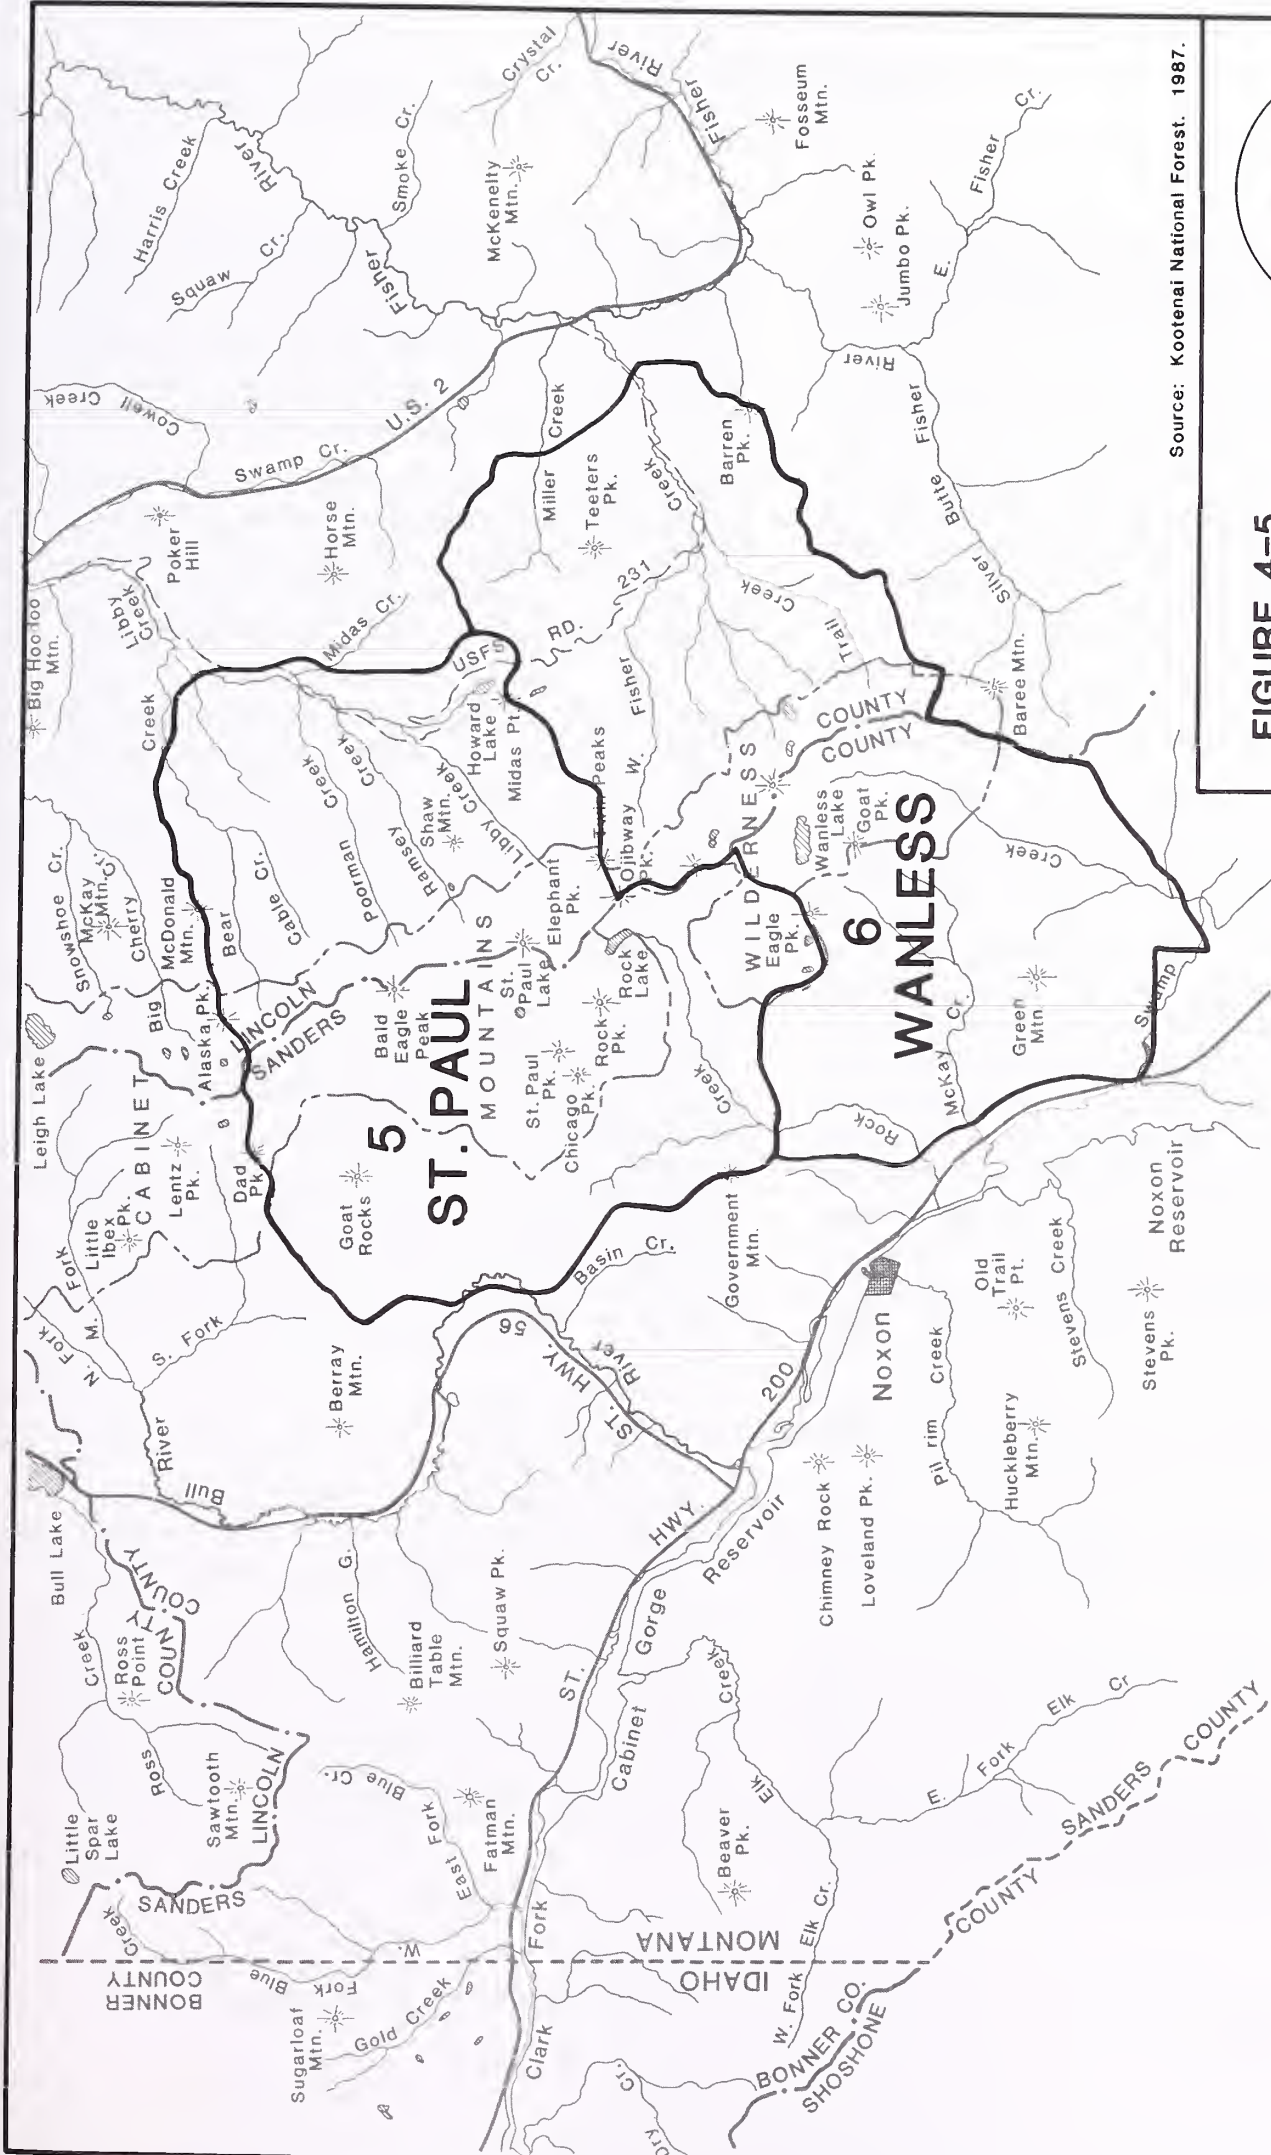 Big Hoodoo
Mtn.
Leigh Lake
Snowshoe Cr.
McKay
Mtn.
Cherry Cr.
Big
McDonald
Mtn.
Alaska Pk.
Libby
Creek
Creek
Poker
Hill
Cowell
Creek
Harris Creek
River
Squaw Cr.
Smoke Cr.
Fisher
Crystal
Cr.
River
Fisher
McKenelty
Mtn.
Fosseum
Mtn.
Owl Pk.
Jumbo Pk.
E. Fisher Cr.
River
Fisher
Silver Butte
Swamp Cr.
U.S. 2
Horse
Mtn.
Midas Cr.
Miller Creek
Teeters
Pk.
Creek
Barren
Pk.
USFS
RD.
231
Trail
Creek
W. Fisher
Howard
Lake
Midas Pt.
Twin Peaks
Ojibway
Pk.
Bear
Cable Cr.
Poorman Creek
Ramsey Creek
Shaw
Mtn.
Libby Creek
Elephant
Pk.
LINCOLN
SANDERS
COUNTY
COUNTY
Baree Mtn.
CABINET
MOUNTAINS
WILDERNESS
Wanless
Lake
Goat
Pk.
Eagle
Pk.
Creek
Swamp
6
WANLESS
Green
Mtn.
McKay Cr.
Rock
Creek
Rock
Lake
St.
Paul
Lake
Rock
Pk.
St. Paul
Pk.
Chicago
Pk.
Bald
Eagle
Peak
5
ST. PAUL
Goat
Rocks
Dad
Pk.
Lentz
Pk.
Little
Ibex
Pk.
N. Fork
M. Fork
S. Fork
Bull Lake
Bull
River
Berray
Mtn.
Basin Cr.
Government
Mtn.
ST. HWY. 56
River
200
ST. HWY.
Noxon
Noxon
Reservoir
Old
Trail
Pt.
Stevens Creek
Stevens
Pk.
Pil rim Creek
Huckleberry
Mtn.
Chimney Rock
Loveland Pk.
Cabinet Gorge Reservoir
Hamilton G.
Billiard
Table
Mtn.
Squaw Pk.
Ross
Point
Ross
Creek
COUNTY
COUNTY
Sawtooth
Mtn.
LINCOLN
SANDERS
Little
Spar
Lake
Blue Cr.
East Fork
Fatman
Mtn.
Creek
Blue
W. Fork
Gold Creek
Sugarloaf
Mtn.
BONNER
COUNTY
Clark Fork
MONTANA
IDAHO
Beaver
Pk.
Elk Creek
W. Fork Elk Cr.
E. Fork Elk Cr
SANDERS COUNTY
COUNTY
BONNER CO.
SHOSHONE
Cr.
Source: Kootenai National Forest. 1987.
FIGURE 4-5